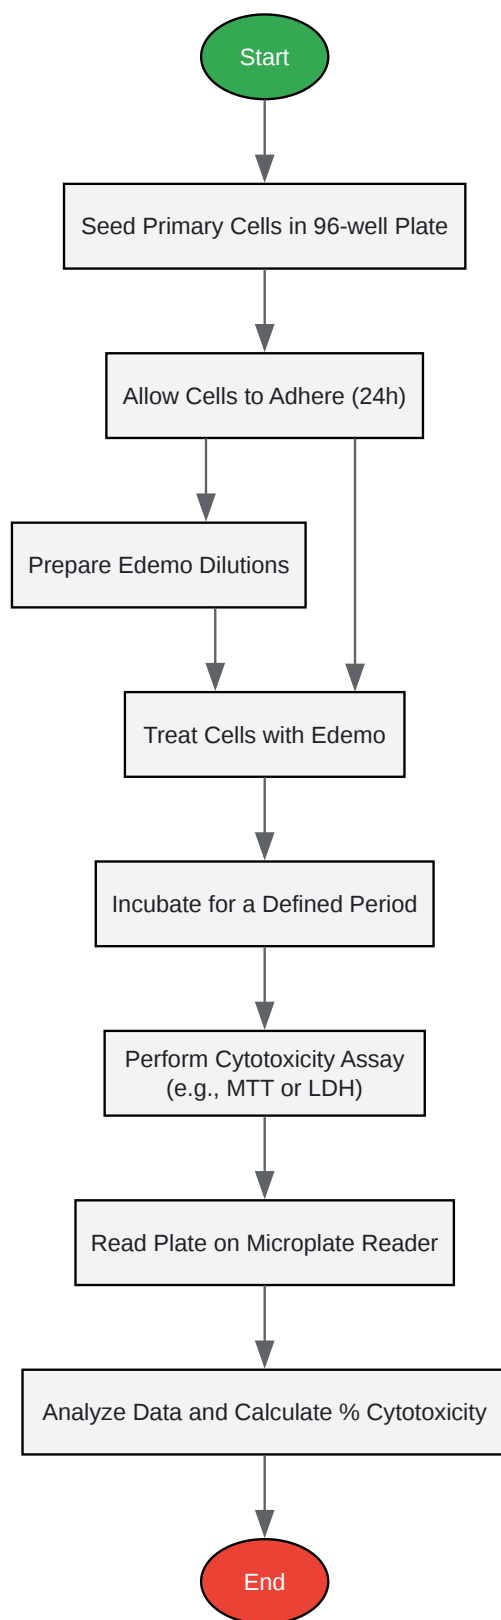 Start
Seed Primary Cells in 96-well Plate
Allow Cells to Adhere (24h)
Prepare Edemo Dilutions
Treat Cells with Edemo
Incubate for a Defined Period
Perform Cytotoxicity Assay
(e.g., MTT or LDH)
Read Plate on Microplate Reader
Analyze Data and Calculate % Cytotoxicity
End